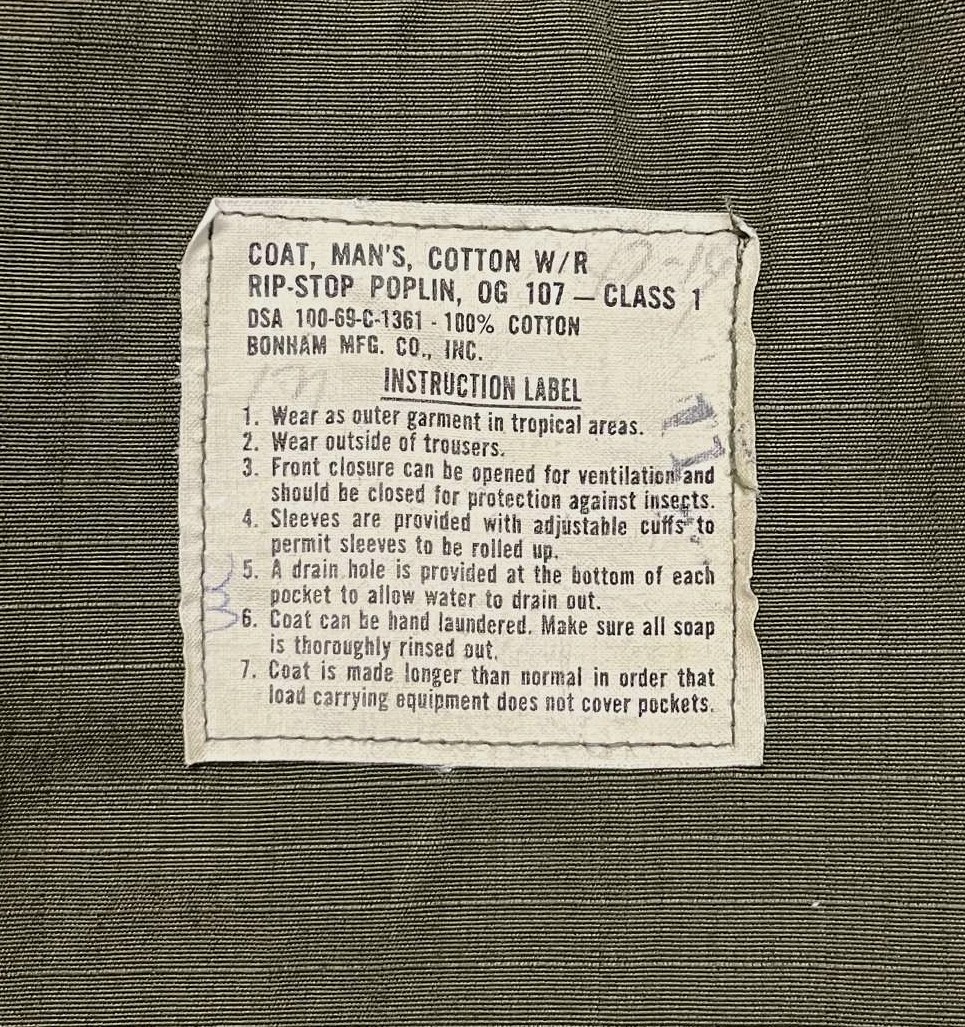 COAT, MAN'S, COTTON W/R
RIP-STOP POPLIN, OG 107 — CLASS 1
DSA 100-69-C-1361 - 100% COTTON
BONHAM MFG. CO., INC.
INSTRUCTION LABEL
1. Wear as outer garment in tropical areas.
2. Wear outside of trousers.
3. Front closure can be opened for ventilation and
should be closed for protection against insects.
4. Sleeves are provided with adjustable cuffs to
permit sleeves to be rolled up.
5. A drain hole is provided at the bottom of each
pocket to allow water to drain out.
6. Coat can be hand laundered. Make sure all soap
is thoroughly rinsed out.
7. Coat is made longer than normal in order that
load carrying equipment does not cover pockets.